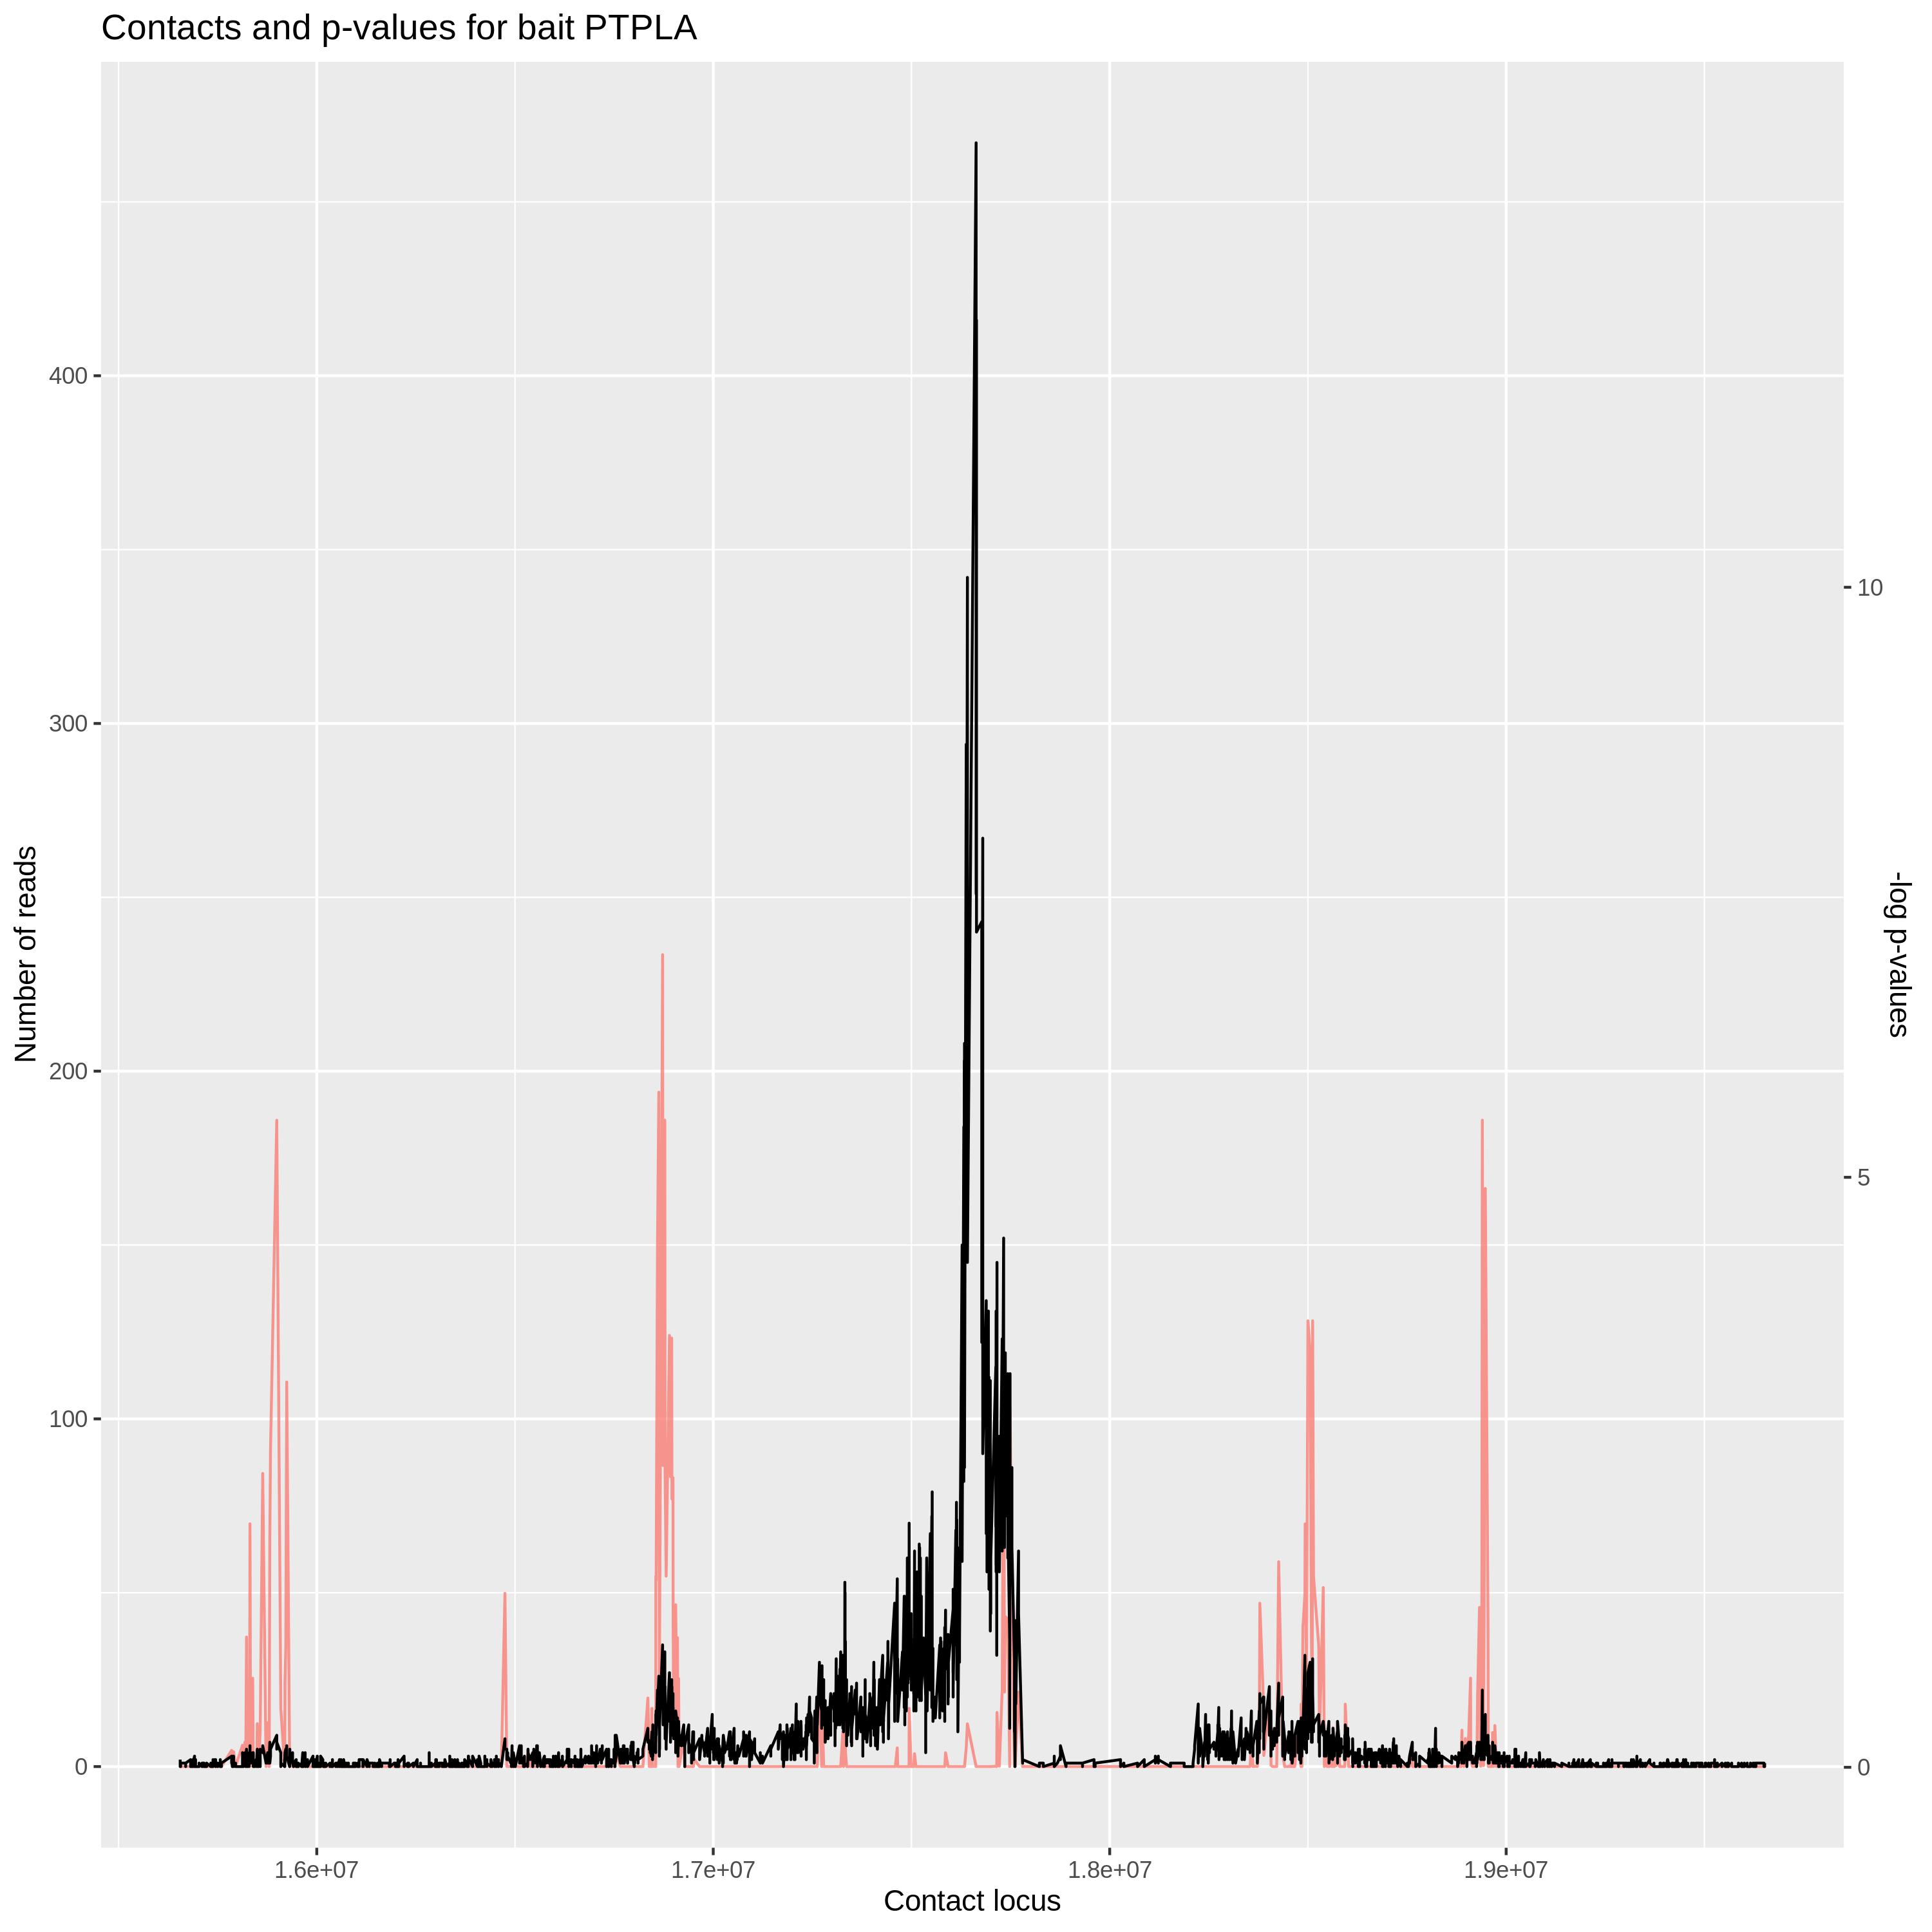 Contacts and p-values for bait PTPLA
Number of reads
400
300
200
100
0
10
5
0
-log p-values
1.6e+07
1.7e+07
1.8e+07
1.9e+07
Contact locus